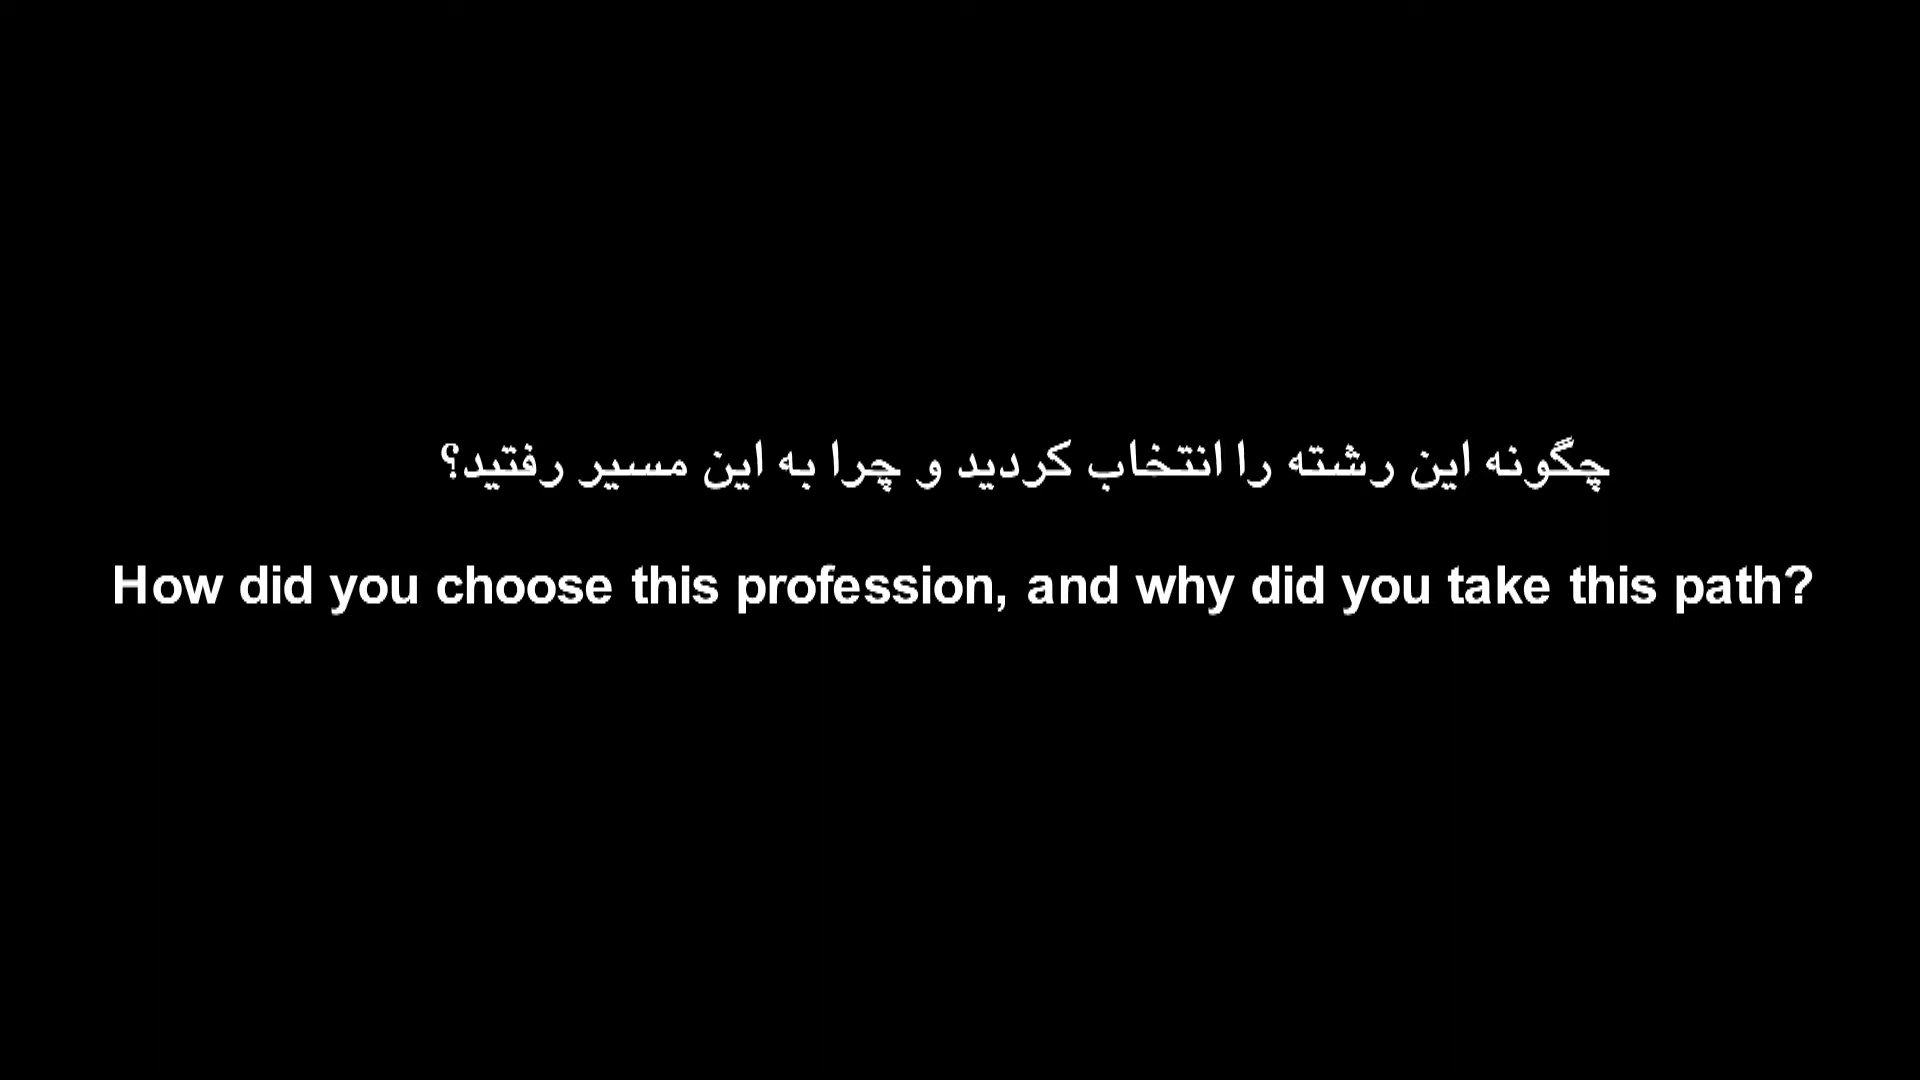 چگونه این رشته را انتخاب کردید و چرا به این مسیر رفتید؟
How did you choose this profession, and why did you take this path?